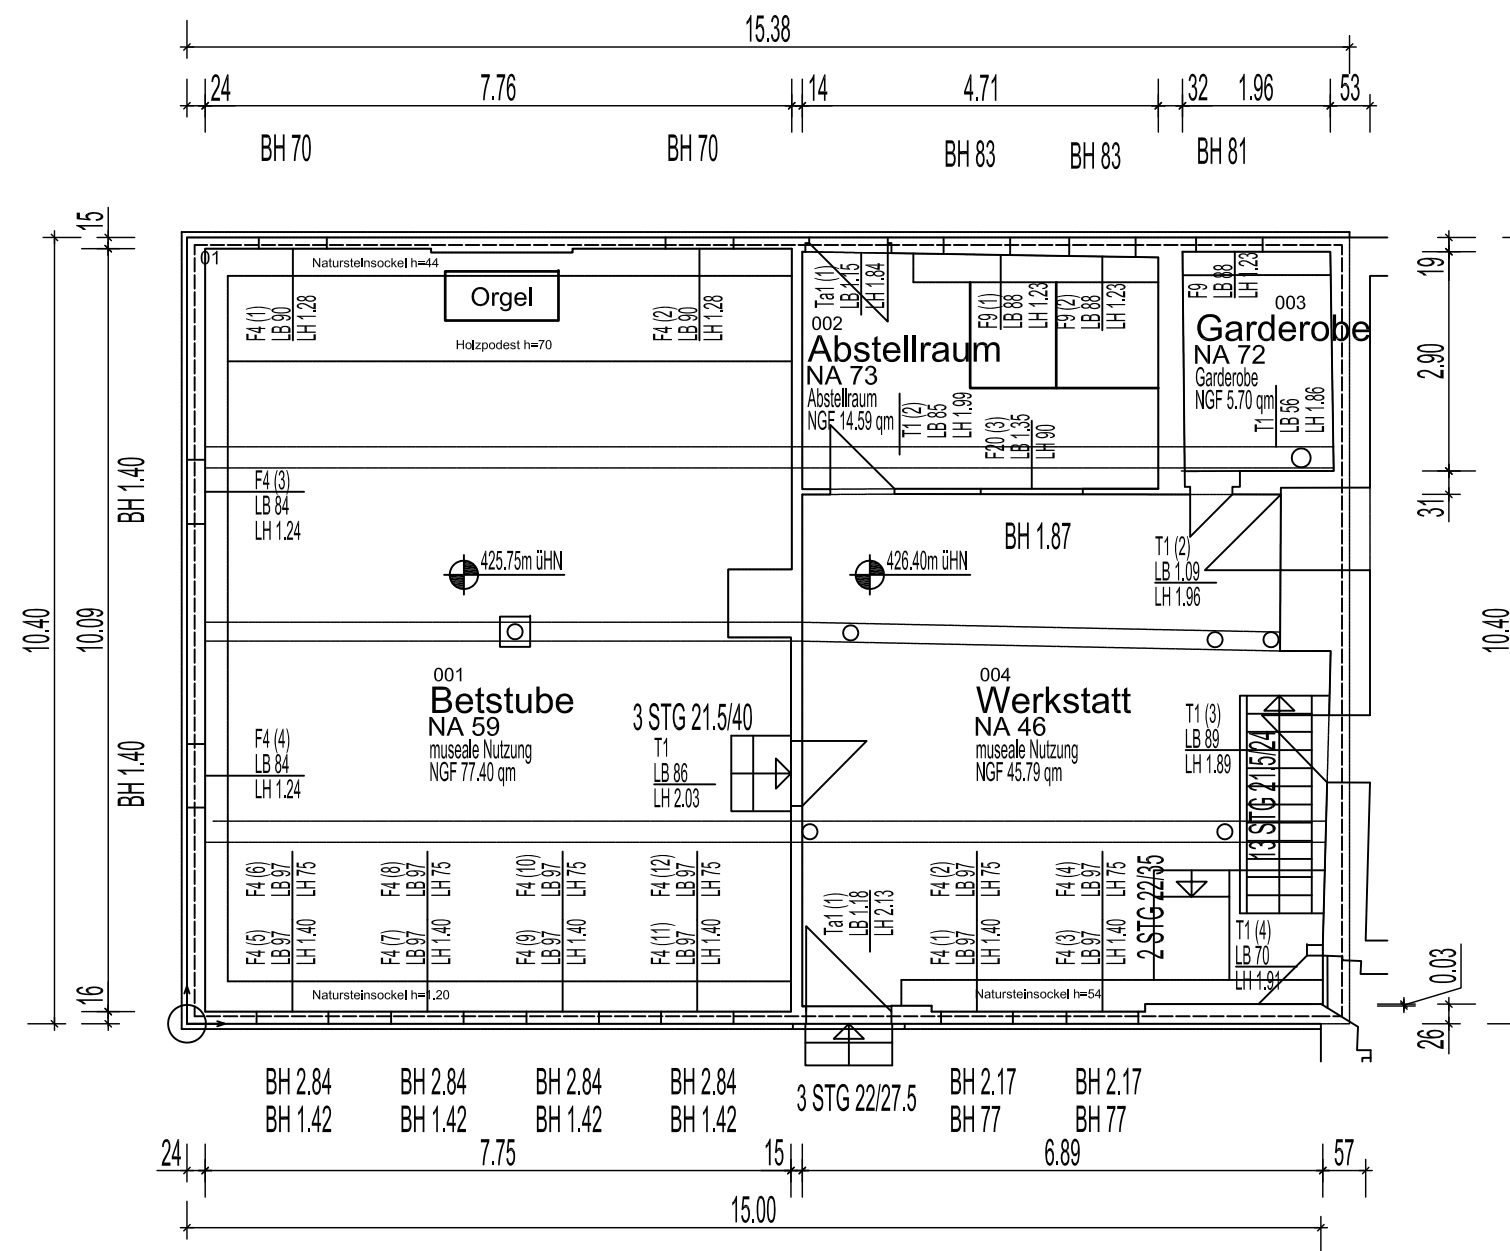 15.38
24 7.76 14 4.71 32 1.96 53
BH 70 BH 70 BH 83 BH 83 BH 81
15
10.40
10.09
16
BH 1.40
BH 1.40
01
Natursteinsockel h=44
Orgel
Holzpodest h=70
F4 (1)
LB 90
LH 1.28
F4 (2)
LB 90
LH 1.28
Ta1 (1)
LB 1.15
LH 1.84
002
Abstellraum
NA 73
Abstellraum
NGF 14.59 qm
F9 (1)
LB 88
LH 1.23
F9 (2)
LB 88
LH 1.23
T1 (2)
LB 85
LH 1.99
F20 (3)
LB 1.35
LH 90
F9
LB 88
LH 1.23
003
Garderobe
NA 72
Garderobe
NGF 5.70 qm
T1
LB 56
LH 1.86
19
2.90
31
10.40
0.03
26
F4 (3)
LB 84
LH 1.24
425.75m üHN
426.40m üHN
BH 1.87
T1 (2)
LB 1.09
LH 1.96
001
Betstube
NA 59
museale Nutzung
NGF 77.40 qm
3 STG 21.5/40
T1
LB 86
LH 2.03
004
Werkstatt
NA 46
museale Nutzung
NGF 45.79 qm
T1 (3)
LB 89
LH 1.89
13 STG 21.5/24
F4 (4)
LB 84
LH 1.24
F4 (6)
LB 97
LH 75
F4 (8)
LB 97
LH 75
F4 (10)
LB 97
LH 75
F4 (12)
LB 97
LH 75
F4 (2)
LB 97
LH 75
F4 (4)
LB 97
LH 75
F4 (5)
LB 97
LH 1.40
F4 (7)
LB 97
LH 1.40
F4 (9)
LB 97
LH 1.40
F4 (11)
LB 97
LH 1.40
Ta1 (1)
LB 1.18
LH 2.13
F4 (1)
LB 97
LH 1.40
F4 (3)
LB 97
LH 1.40
2 STG 22/35
T1 (4)
LB 70
LH 1.91
Natursteinsockel h=1.20
Natursteinsockel h=54
BH 2.84 BH 2.84 BH 2.84 BH 2.84 BH 2.17 BH 2.17
BH 1.42 BH 1.42 BH 1.42 BH 1.42 BH 77 BH 77
3 STG 22/27.5
24 7.75 15 6.89 57
15.00